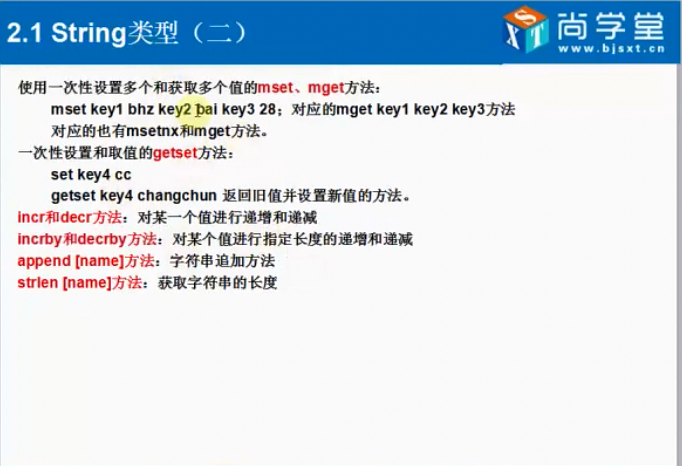 2.1 String类型（二）
尚学堂
www.bjsxt.cn
使用一次性设置多个和获取多个值的mset、mget方法：
mset key1 bhz key2 bai key3 28；对应的mget key1 key2 key3方法
对应的也有msetnx和mget方法。
一次性设置和取值的getset方法：
set key4 cc
getset key4 changchun 返回旧值并设置新值的方法。
incr和decr方法：对某一个值进行递增和递减
incrby和decrby方法：对某个值进行指定长度的递增和递减
append [name]方法：字符串追加方法
strlen [name]方法：获取字符串的长度